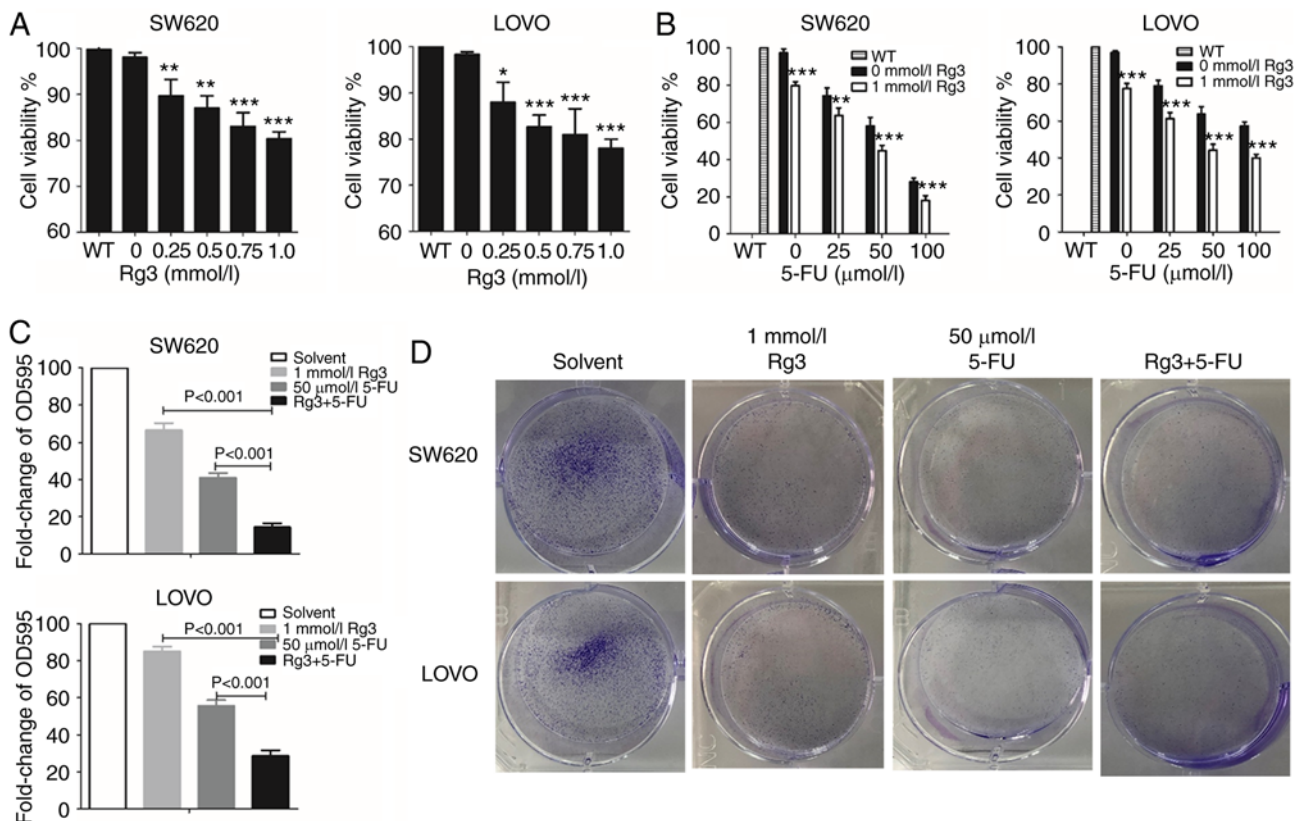 A
SW620
Cell viability %
100
90
80
70
60
**
**
***
***
WT 0 0.25 0.5 0.75 1.0
Rg3 (mmol/l)
LOVO
Cell viability %
100
90
80
70
60
*
***
***
***
WT 0 0.25 0.5 0.75 1.0
Rg3 (mmol/l)
B
SW620
Cell viability %
100
80
60
40
20
0
WT
0 mmol/l Rg3
1 mmol/l Rg3
***
**
***
***
WT 0 25 50 100
5-FU (μmol/l)
LOVO
Cell viability %
100
80
60
40
20
0
WT
0 mmol/l Rg3
1 mmol/l Rg3
***
***
***
***
WT 0 25 50 100
5-FU (μmol/l)
C
SW620
Fold-change of OD595
100
80
60
40
20
0
Solvent
1 mmol/l Rg3
50 μmol/l 5-FU
Rg3+5-FU
P<0.001
P<0.001
LOVO
Fold-change of OD595
100
80
60
40
20
0
Solvent
1 mmol/l Rg3
50 μmol/l 5-FU
Rg3+5-FU
P<0.001
P<0.001
D
Solvent
1 mmol/l
Rg3
50 μmol/l
5-FU
Rg3+5-FU
SW620
LOVO